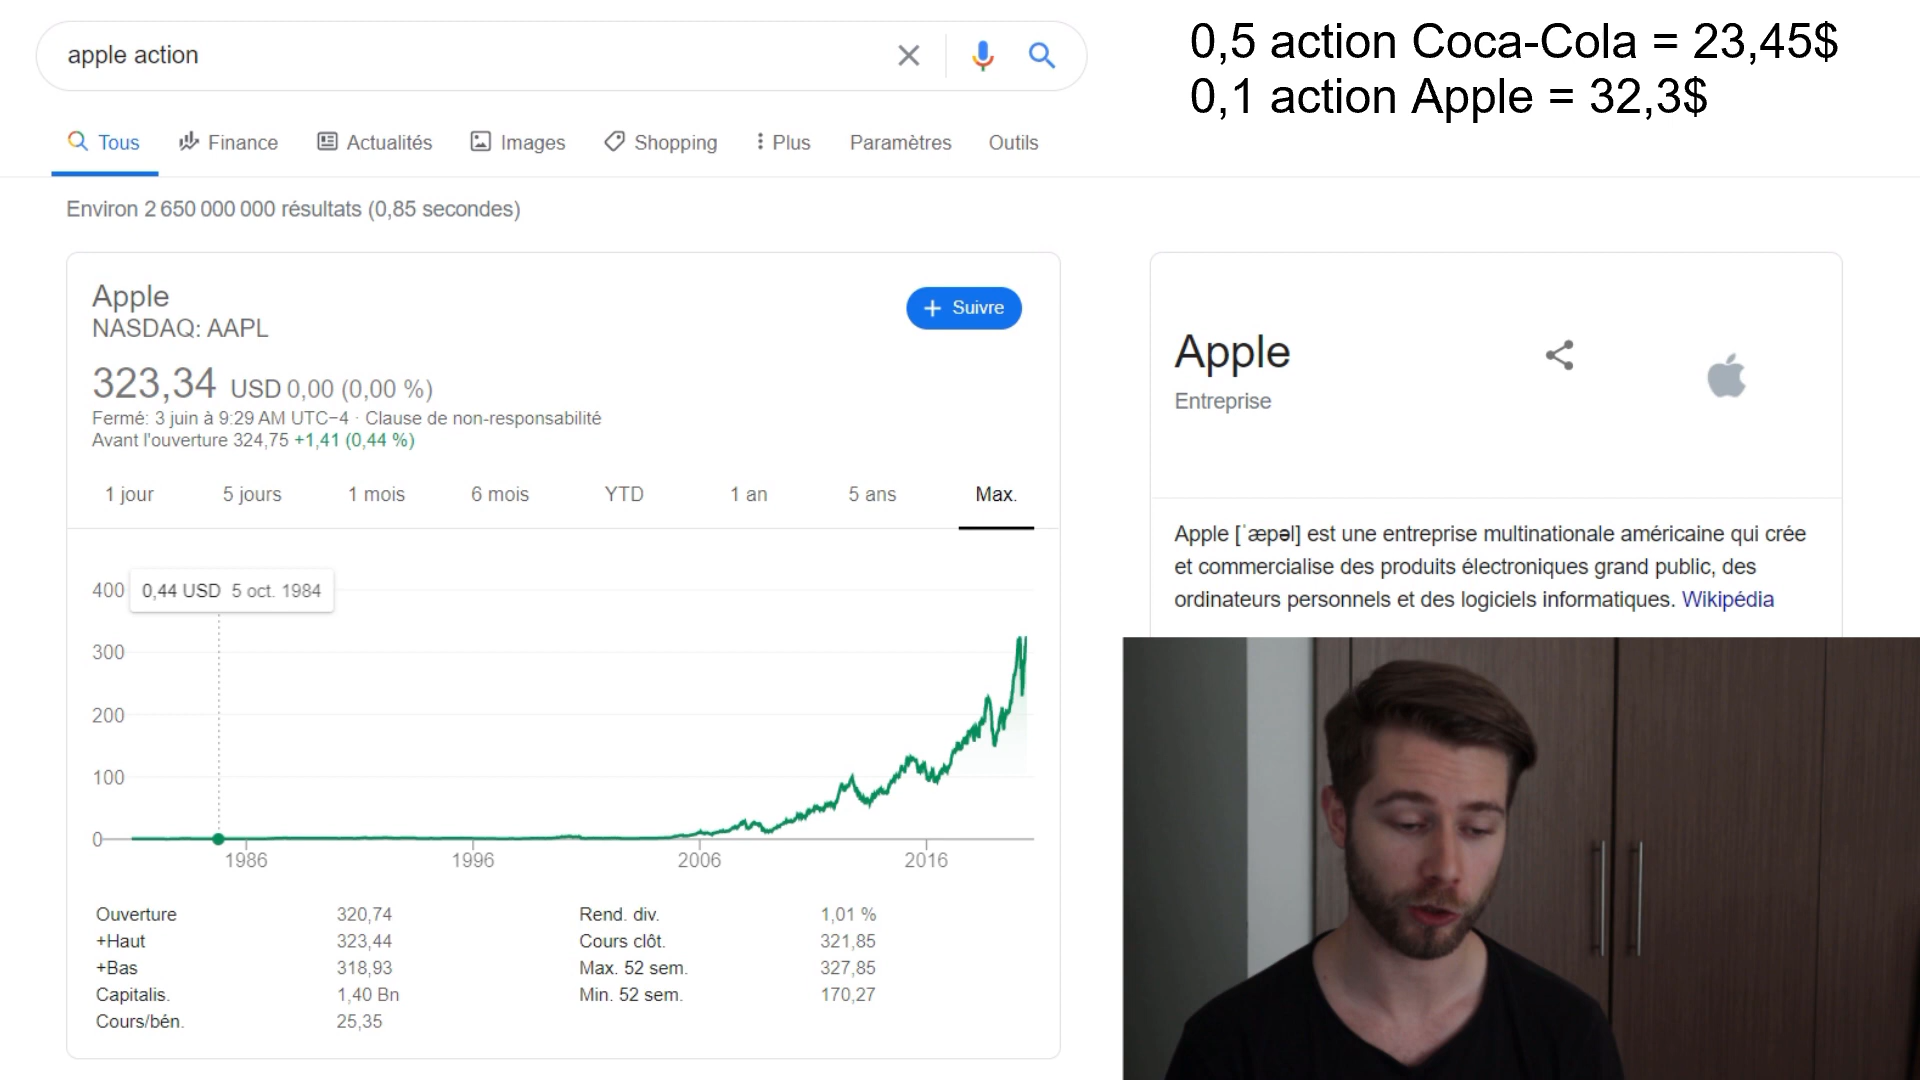 apple action
0,5 action Coca-Cola = 23,45$
0,1 action Apple = 32,3$
Tous Finance Actualités Images Shopping Plus Paramètres Outils
Environ 2 650 000 000 résultats (0,85 secondes)
Apple
NASDAQ: AAPL
+ Suivre
323,34 USD 0,00 (0,00 %)
Fermé: 3 juin à 9:29 AM UTC−4 · Clause de non-responsabilité
Avant l'ouverture 324,75 +1,41 (0,44 %)
1 jour 5 jours 1 mois 6 mois YTD 1 an 5 ans Max.
400
0,44 USD 5 oct. 1984
300
200
100
0
1986 1996 2006 2016
Ouverture 320,74 Rend. div. 1,01 %
+Haut 323,44 Cours clôt. 321,85
+Bas 318,93 Max. 52 sem. 327,85
Capitalis. 1,40 Bn Min. 52 sem. 170,27
Cours/bén. 25,35
Apple
Entreprise
Apple [ˈæpəl] est une entreprise multinationale américaine qui crée
et commercialise des produits électroniques grand public, des
ordinateurs personnels et des logiciels informatiques. Wikipédia